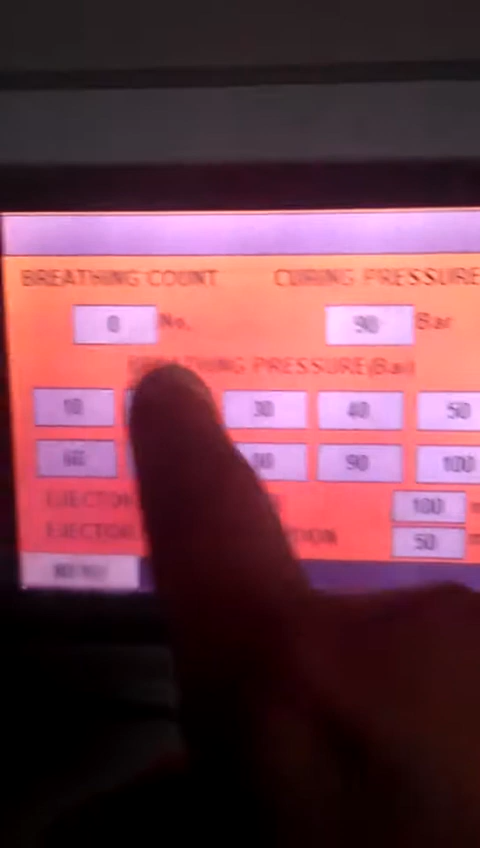 BREATHING COUNT CURING PRESSURE
0 No. 90 Bar
BREATHING PRESSURE(Bar)
10 30 40 50
60 90 100
EJECTOR 100
EJECTOR 50
MENU